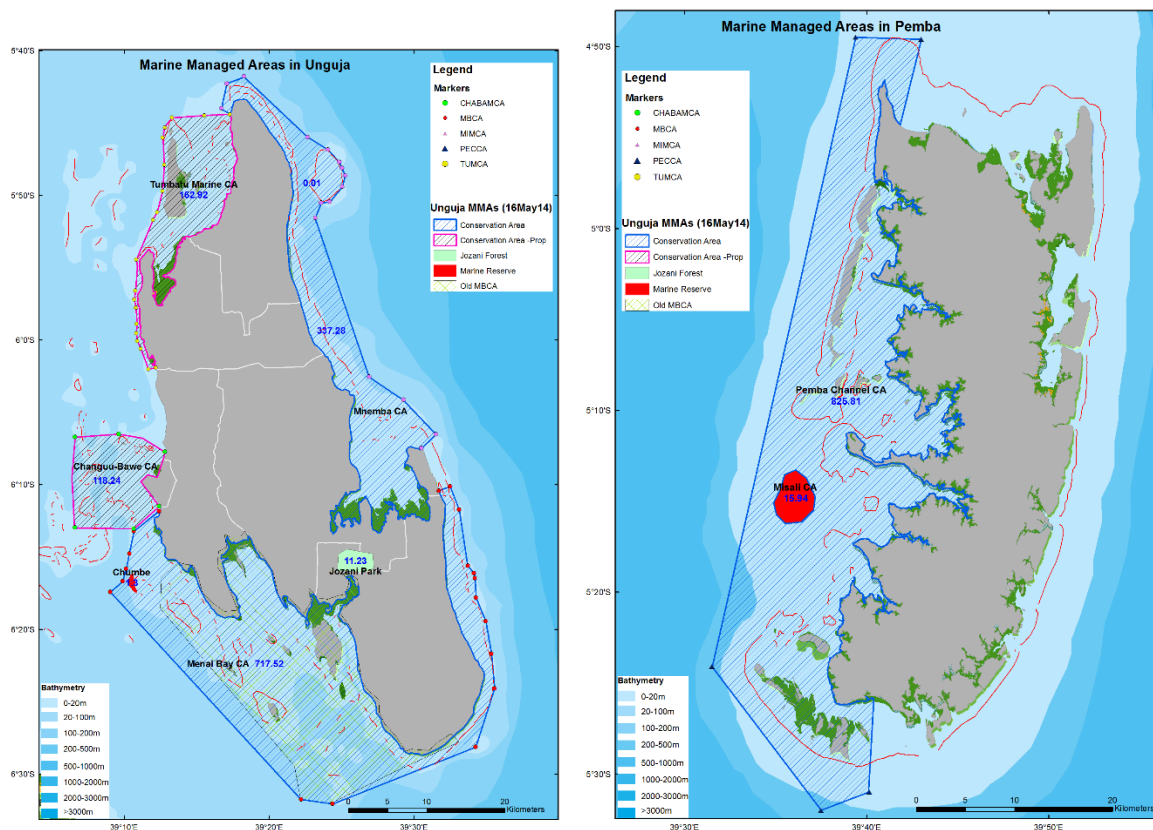 Marine Managed Areas in Unguja
5°40'S
5°50'S
6°0'S
6°10'S
6°20'S
6°30'S
Legend
Markers
CHABAMCA
MBCA
MIMCA
PECCA
TUMCA
Unguja MMAs (16May14)
Conservation Area
Conservation Area -Prop
Jozani Forest
Marine Reserve
Old MBCA
Tumbatu Marine CA
162.92
0.01
337.28
Mnemba CA
Changuu-Bawe CA
118.24
11.23
Jozani Park
Chumbe
Menai Bay CA 717.52
Bathymetry
0-20m
20-100m
100-200m
200-500m
500-1000m
1000-2000m
2000-3000m
>3000m
0 10 20
Kilometers
39°10'E 39°20'E 39°30'E
Marine Managed Areas in Pemba
4°50'S
5°0'S
5°10'S
5°20'S
5°30'S
Legend
Markers
CHABAMCA
MBCA
MIMCA
PECCA
TUMCA
Unguja MMAs (16May14)
Conservation Area
Conservation Area -Prop
Jozani Forest
Marine Reserve
Old MBCA
Pemba Channel CA
825.81
Misali CA
15.84
Bathymetry
0-20m
20-100m
100-200m
200-500m
500-1000m
1000-2000m
2000-3000m
>3000m
0 10 20
Kilometers
39°30'E 39°40'E 39°50'E